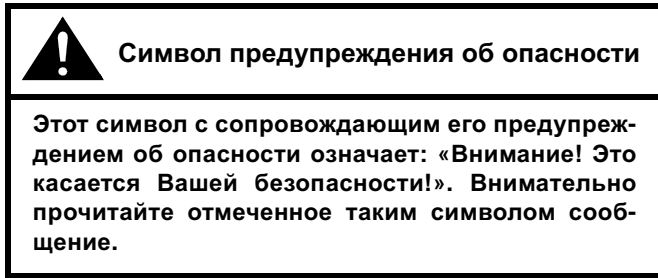 Символ предупреждения об опасности
Этот символ с сопровождающим его предупреж-
дением об опасности означает: «Внимание! Это
касается Вашей безопасности!». Внимательно
прочитайте отмеченное таким символом сооб-
щение.